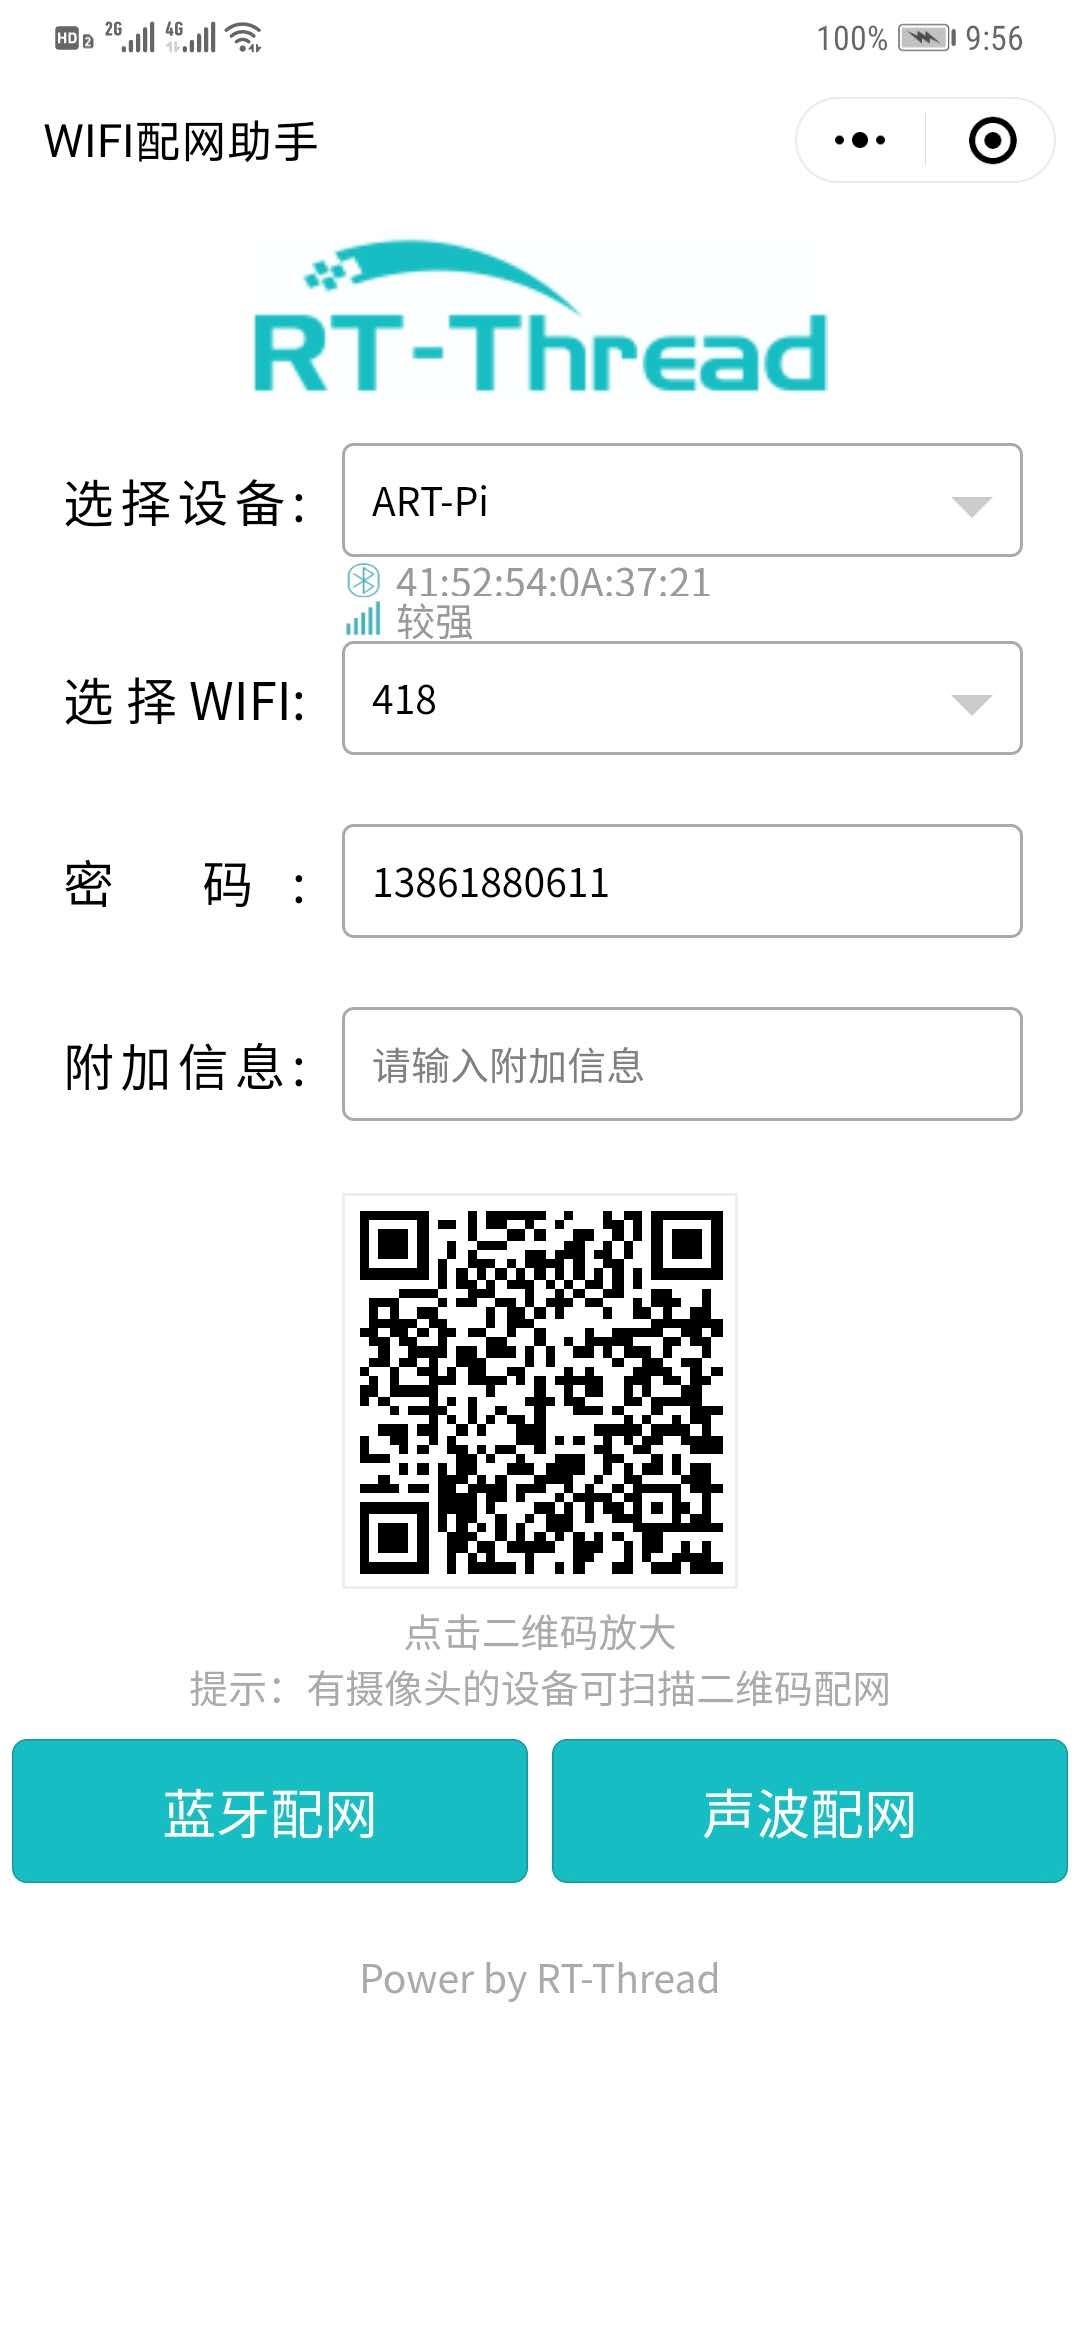 HD 2 2G 4G 100% 9:56
WIFI配网助手
RT-Thread
选择设备: ART-Pi
41:52:54:0A:37:21
较强
选择WIFI: 418
密码: 13861880611
附加信息: 请输入附加信息
点击二维码放大
提示：有摄像头的设备可扫描二维码配网
蓝牙配网 声波配网
Power by RT-Thread